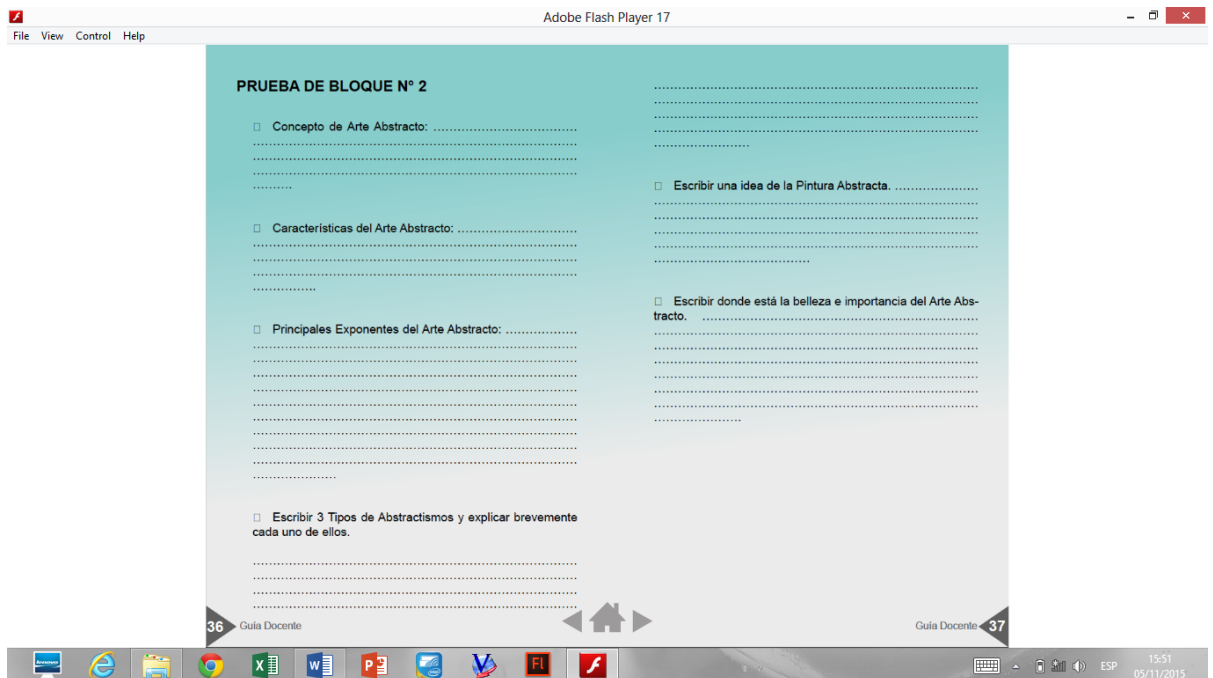 Adobe Flash Player 17
File View Control Help
PRUEBA DE BLOQUE N° 2
Concepto de Arte Abstracto: ....................................
.................................................................................
.................................................................................
.................................................................................
..........
Características del Arte Abstracto: ..............................
.................................................................................
.................................................................................
.................................................................................
................
Principales Exponentes del Arte Abstracto: ..................
.................................................................................
.................................................................................
.................................................................................
.................................................................................
.................................................................................
.................................................................................
.................................................................................
.................................................................................
.....................
Escribir 3 Tipos de Abstractismos y explicar brevemente
cada uno de ellos.
.................................................................................
.................................................................................
.................................................................................
.................................................................................
36 Guía Docente
.................................................................................
.................................................................................
.................................................................................
.................................................................................
........................
Escribir una idea de la Pintura Abstracta. .....................
.................................................................................
.................................................................................
.................................................................................
.................................................................................
.......................................
Escribir donde está la belleza e importancia del Arte Abs-
tracto. .....................................................................
.................................................................................
.................................................................................
.................................................................................
.................................................................................
.................................................................................
.................................................................................
......................
Guía Docente 37
lenovo
Fl
ESP
15:51
05/11/2015